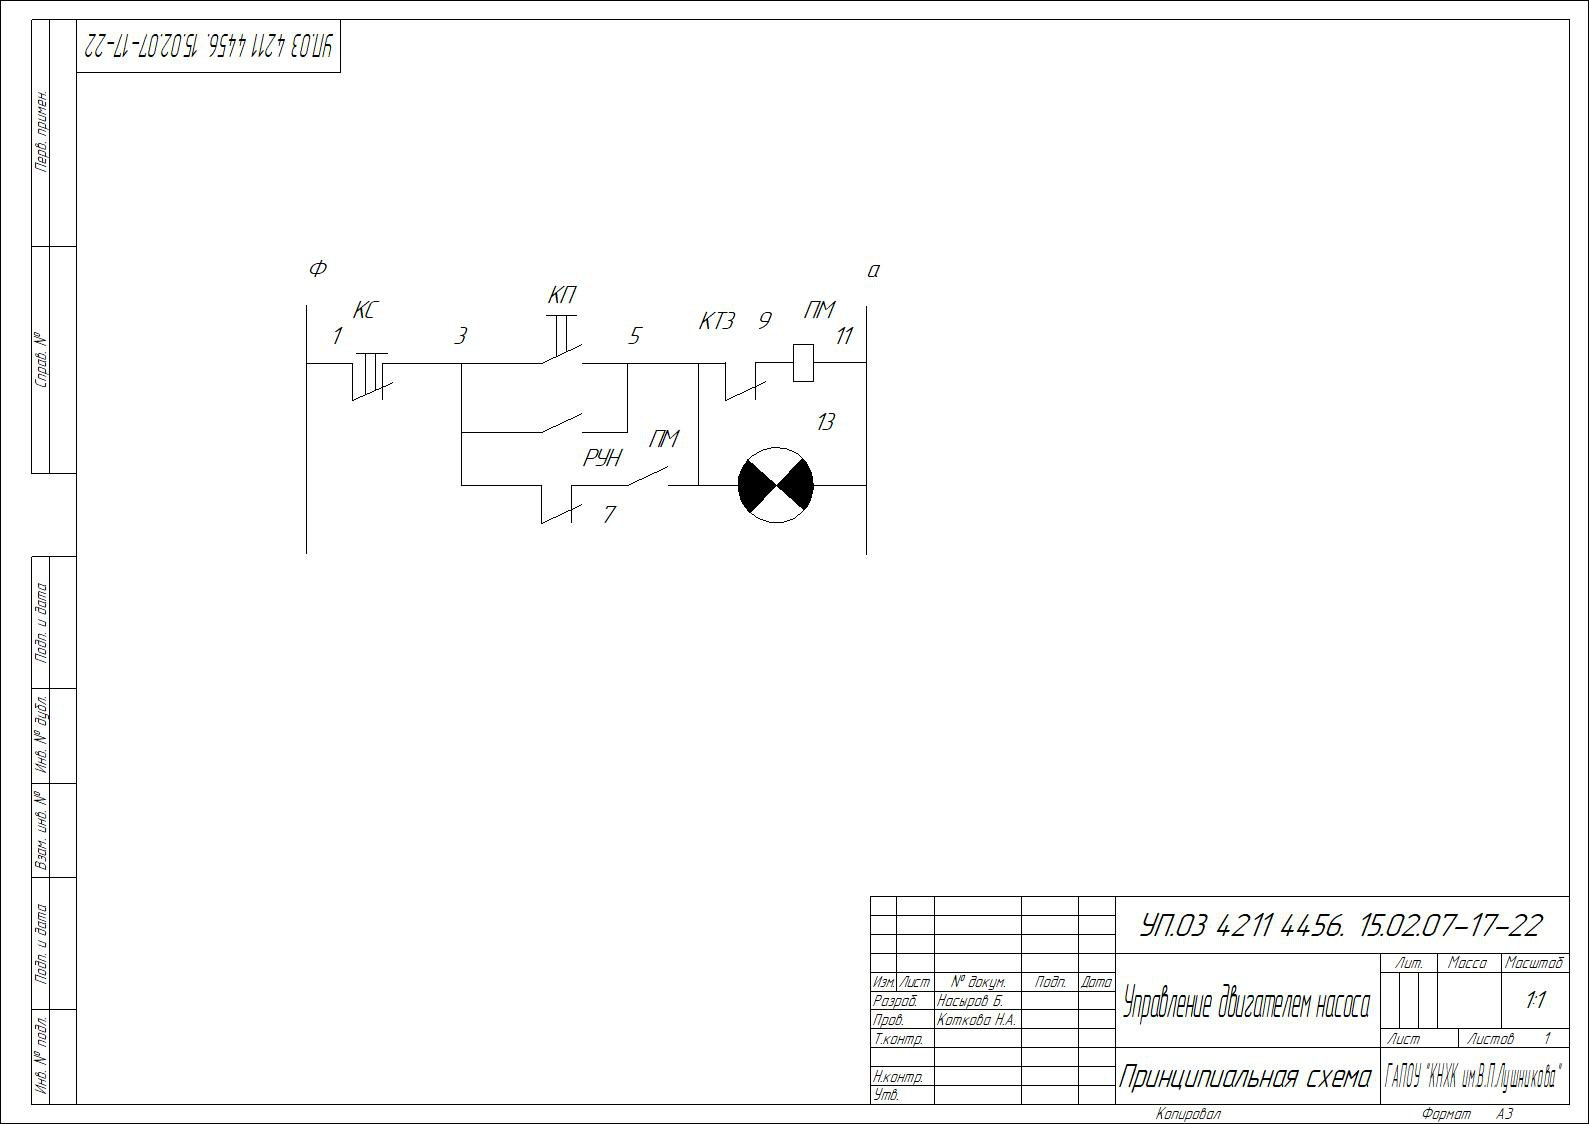 УП.03 4211 4456. 15.02.07-17-22
Перв. примен.
Справ. №
Подп. и дата
Инв. № дубл.
Взам. инв. №
Подп. и дата
Инв. № подл.
Ф
а
КС
КП
КТ3
9
ПМ
1
3
5
11
13
ПМ
РУН
7
УП.03 4211 4456. 15.02.07-17-22
Лит. Масса Масштаб
Изм. Лист № докум. Подп. Дата
Разраб. Насыров Б.
Пров. Каткова Н.А.
Т.контр.
Н.контр.
Утв.
Управление двигателем насоса
1:1
Лист Листов 1
Принципиальная схема
ГАПОУ "КНХК им.В.П.Лушникова"
Копировал Формат А3